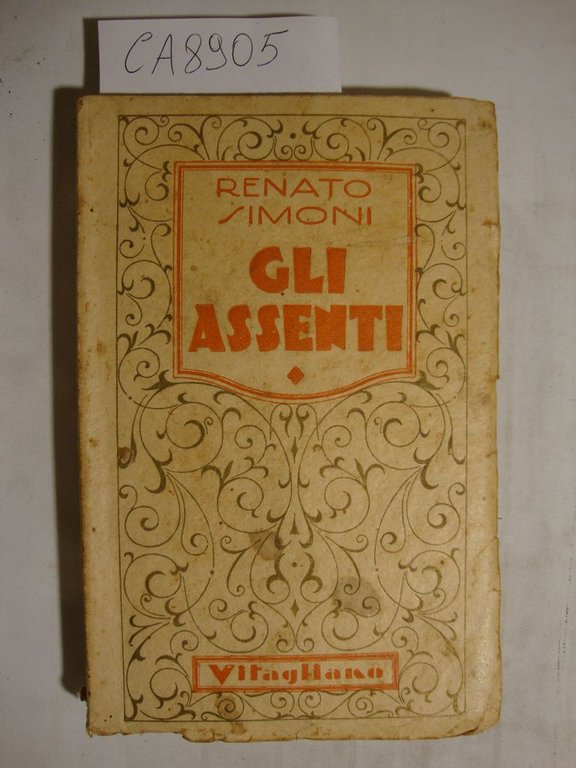 CA8905
RENATO
SIMONI
GLI
ASSENTI
Vitagliano